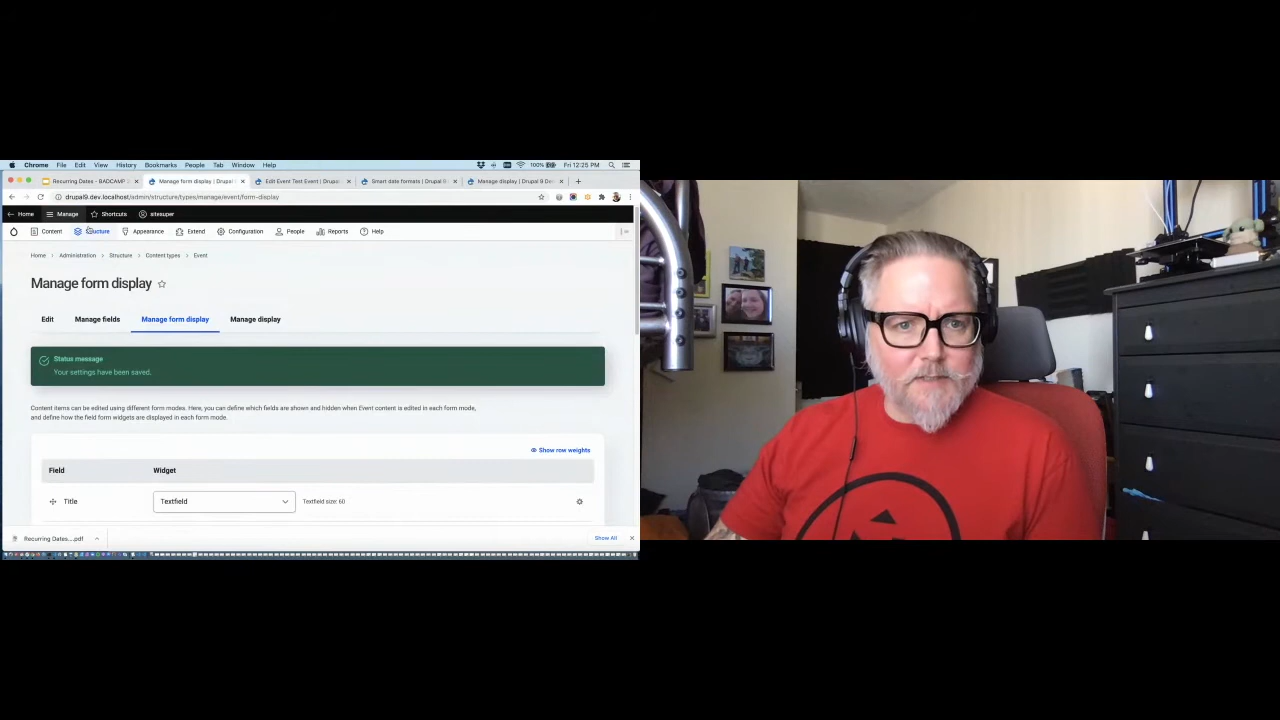 Chrome File Edit View History Bookmarks People Tab Window Help 100% Fri 12:25 PM
Recurring Dates - BADCAMP Manage form display | Drupal Edit Event Test Event | Drupal Smart date formats | Drupal 9 Manage display | Drupal 9 De
drupal9.dev.localhost/admin/structure/types/manage/event/form-display
Home Manage Shortcuts sitesuper
Content Structure Appearance Extend Configuration People Reports Help
Home Administration Structure Content types Event
Manage form display
Edit Manage fields Manage form display Manage display
Status message
Your settings have been saved.
Content items can be edited using different form modes. Here, you can define which fields are shown and hidden when Event content is edited in each form mode,
and define how the field form widgets are displayed in each form mode.
Show row weights
Field Widget
Title Textfield Textfield size: 60
Recurring Dates....pdf Show All